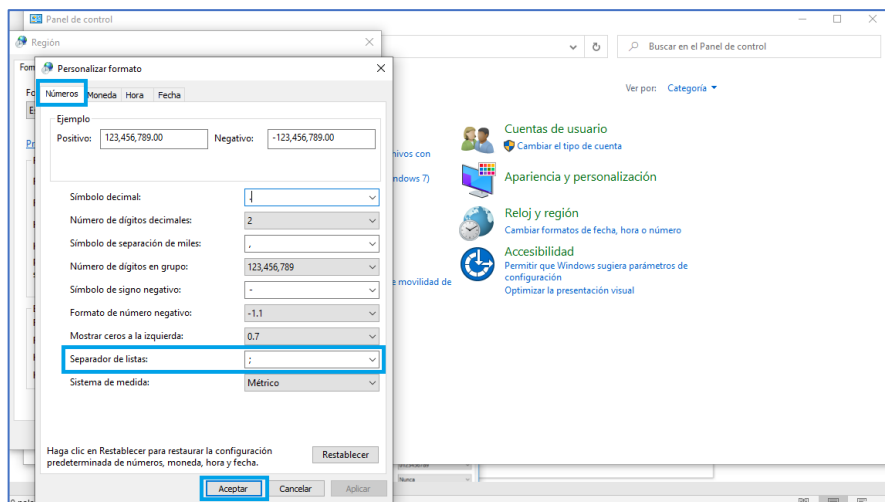 Panel de control
Región
Buscar en el Panel de control
Personalizar formato
Números Moneda Hora Fecha
Ver por: Categoría
Ejemplo
Positivo: 123,456,789.00 Negativo: -123,456,789.00
Cuentas de usuario
Cambiar el tipo de cuenta
Apariencia y personalización
Símbolo decimal: .
Número de dígitos decimales: 2
Símbolo de separación de miles: ,
Número de dígitos en grupo: 123,456,789
Símbolo de signo negativo: -
Formato de número negativo: -1.1
Mostrar ceros a la izquierda: 0.7
Separador de listas: ;
Sistema de medida: Métrico
Reloj y región
Cambiar formatos de fecha, hora o número
Accesibilidad
Permitir que Windows sugiera parámetros de
configuración
Optimizar la presentación visual
con
7)
e movilidad de
Haga clic en Restablecer para restaurar la configuración
predeterminada de números, moneda, hora y fecha.
Restablecer
Aceptar Cancelar Aplicar
Nunca